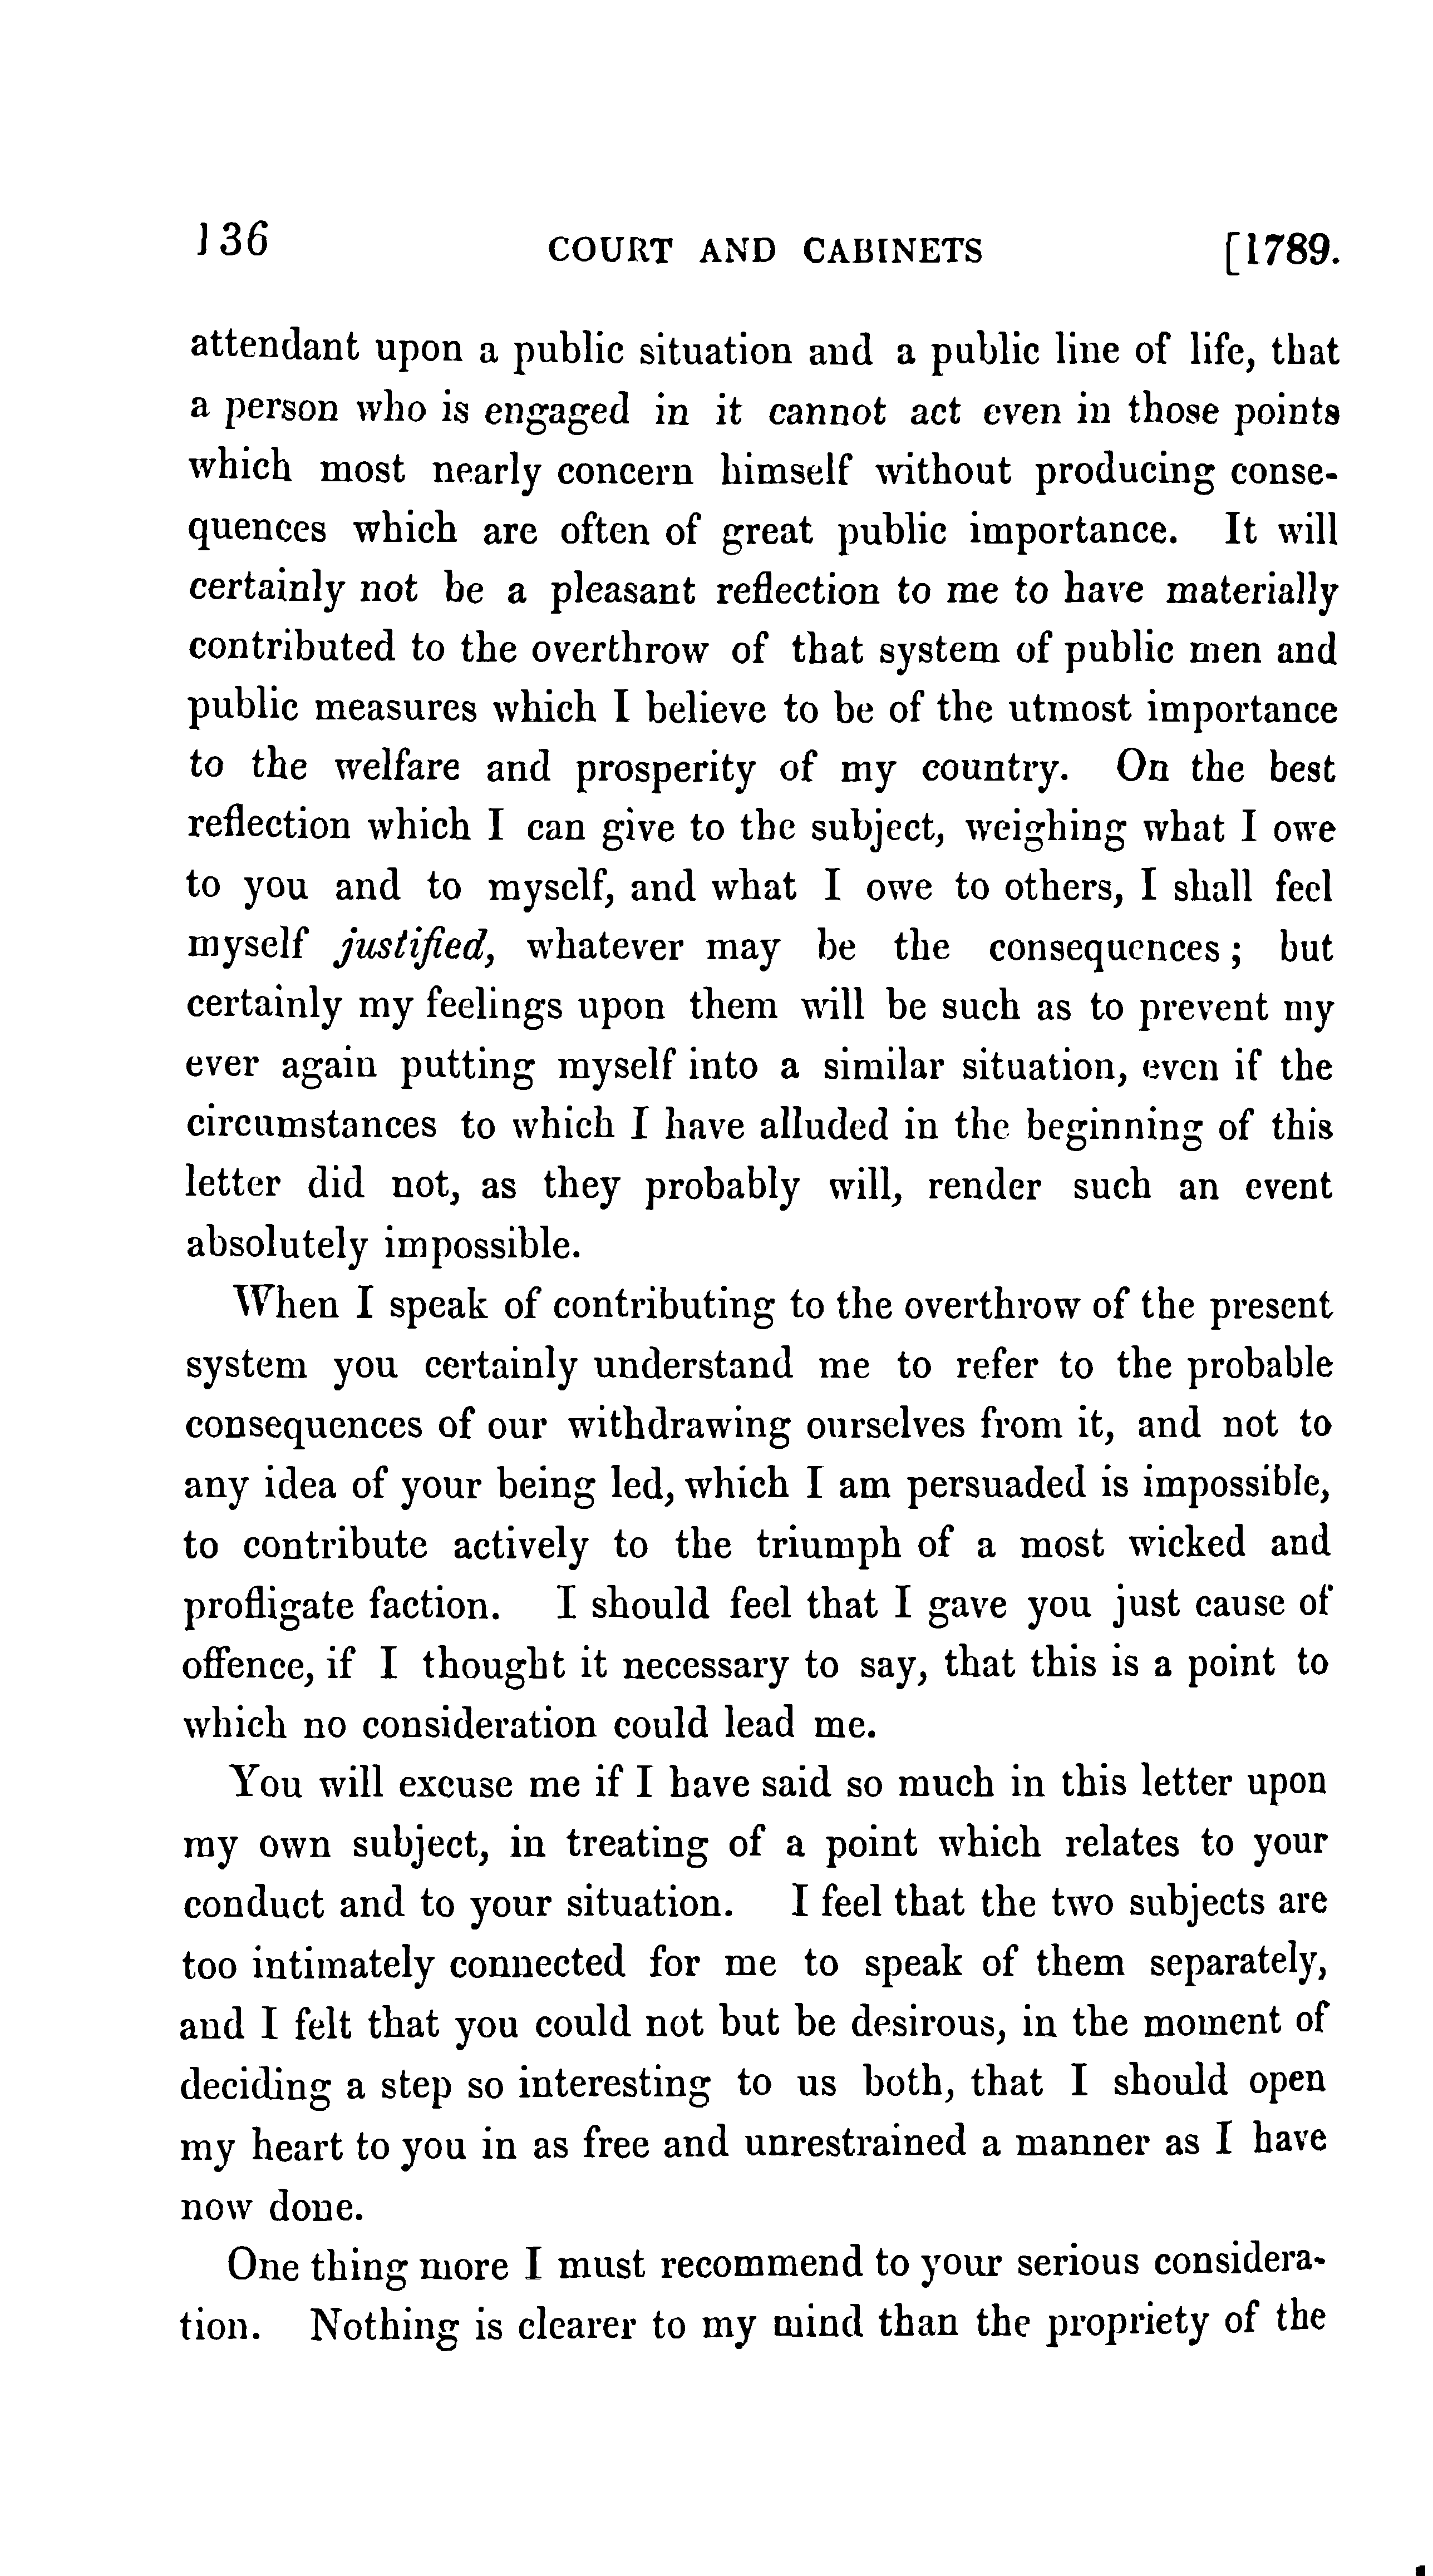 136 COURT AND CABINETS [1789.
attendant upon a public situation and a public line of life, that
a person who is engaged in it cannot act even in those points
which most nearly concern himself without producing conse-
quences which are often of great public importance. It will
certainly not be a pleasant reflection to me to have materially
contributed to the overthrow of that system of public men and
public measures which I believe to be of the utmost importance
to the welfare and prosperity of my country. On the best
reflection which I can give to the subject, weighing what I owe
to you and to myself, and what I owe to others, I shall feel
myself justified, whatever may be the consequences; but
certainly my feelings upon them will be such as to prevent my
ever again putting myself into a similar situation, even if the
circumstances to which I have alluded in the beginning of this
letter did not, as they probably will, render such an event
absolutely impossible.
When I speak of contributing to the overthrow of the present
system you certainly understand me to refer to the probable
consequences of our withdrawing ourselves from it, and not to
any idea of your being led, which I am persuaded is impossible,
to contribute actively to the triumph of a most wicked and
profligate faction. I should feel that I gave you just cause of
offence, if I thought it necessary to say, that this is a point to
which no consideration could lead me.
You will excuse me if I have said so much in this letter upon
my own subject, in treating of a point which relates to your
conduct and to your situation. I feel that the two subjects are
too intimately connected for me to speak of them separately,
and I felt that you could not but be desirous, in the moment of
deciding a step so interesting to us both, that I should open
my heart to you in as free and unrestrained a manner as I have
now done.
One thing more I must recommend to your serious considera-
tion. Nothing is clearer to my mind than the propriety of the